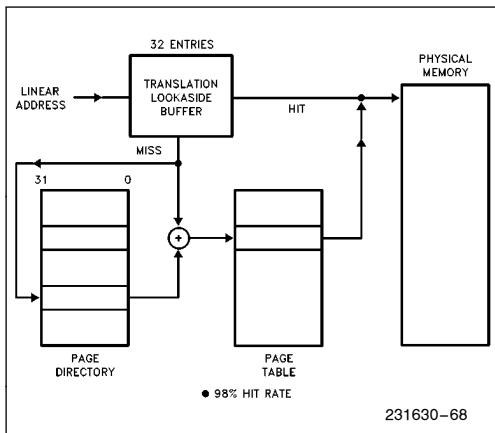 32 ENTRIES
TRANSLATION
LOOKASIDE
BUFFER
LINEAR
ADDRESS
HIT
PHYSICAL
MEMORY
MISS
31
0
+
PAGE
DIRECTORY
PAGE
TABLE
● 98% HIT RATE
231630–68